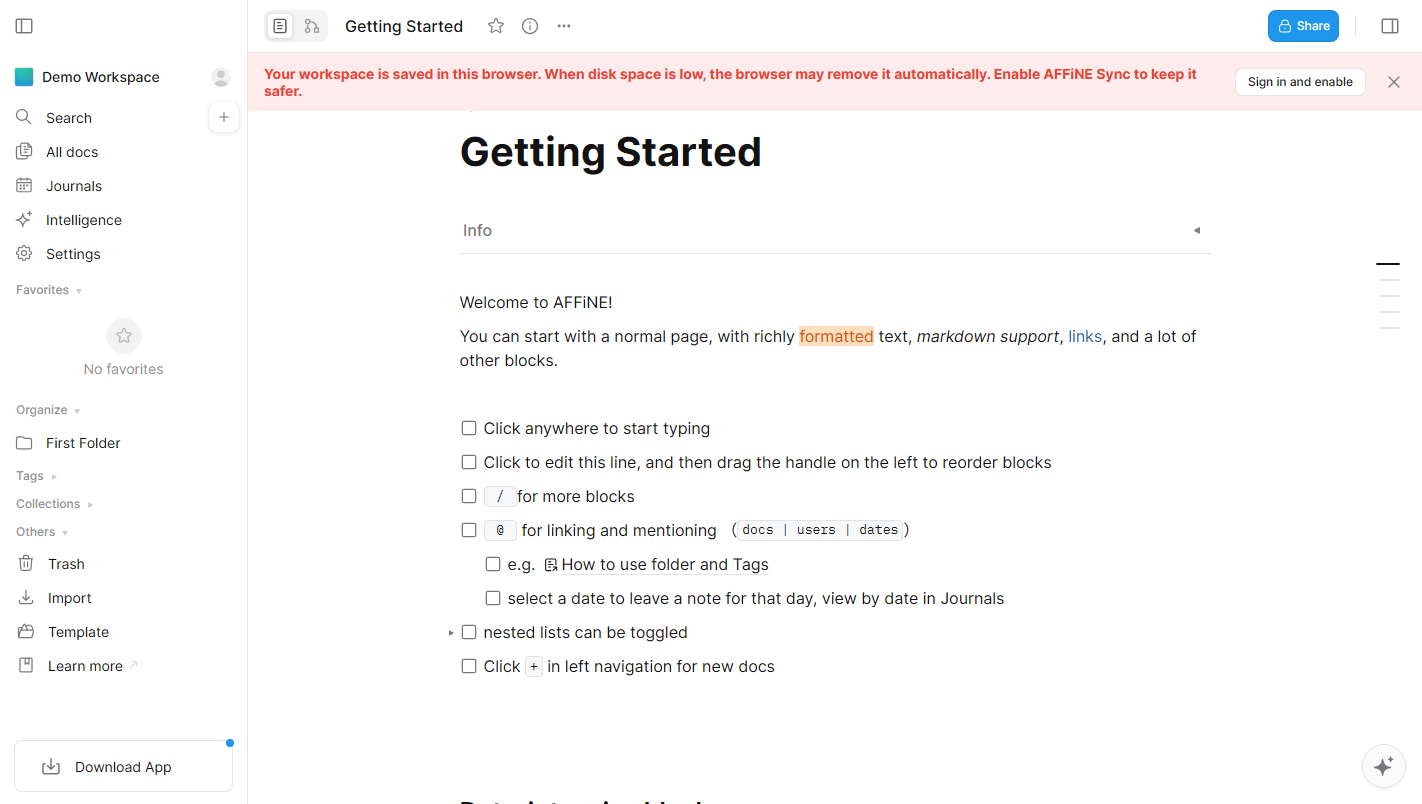 Getting Started
Share
Demo Workspace
Search
All docs
Journals
Intelligence
Settings
Favorites
No favorites
Organize
First Folder
Tags
Collections
Others
Trash
Import
Template
Learn more
Download App
Your workspace is saved in this browser. When disk space is low, the browser may remove it automatically. Enable AFFiNE Sync to keep it
safer.
Sign in and enable
Getting Started
Info
Welcome to AFFiNE!
You can start with a normal page, with richly formatted text, markdown support, links, and a lot of
other blocks.
Click anywhere to start typing
Click to edit this line, and then drag the handle on the left to reorder blocks
/ for more blocks
@ for linking and mentioning (docs | users | dates)
e.g. How to use folder and Tags
select a date to leave a note for that day, view by date in Journals
nested lists can be toggled
Click + in left navigation for new docs